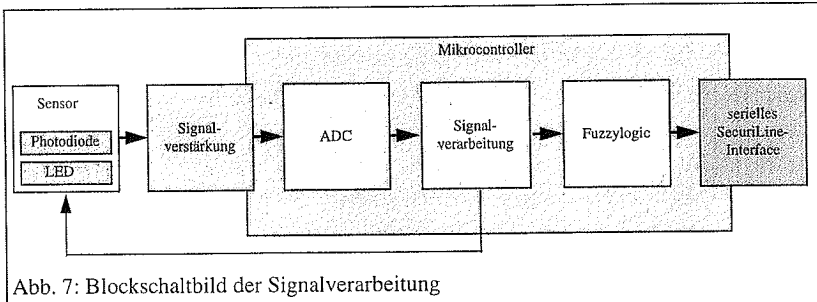 Mikrocontroller
Sensor
Photodiode
LED
Signal-
verstärkung
ADC
Signal-
verarbeitung
Fuzzylogic
serielles
SecuriLine-
Interface
Abb. 7: Blockschaltbild der Signalverarbeitung